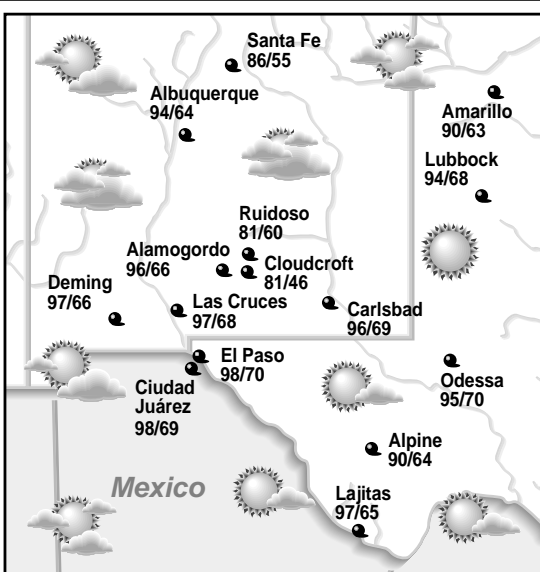 Santa Fe
86/55
Albuquerque
94/64
Amarillo
90/63
Lubbock
94/68
Ruidoso
81/60
Alamogordo
96/66
Cloudcroft
81/46
Deming
97/66
Las Cruces
97/68
Carlsbad
96/69
El Paso
98/70
Ciudad
Juárez
98/69
Odessa
95/70
Alpine
90/64
Mexico
Lajitas
97/65